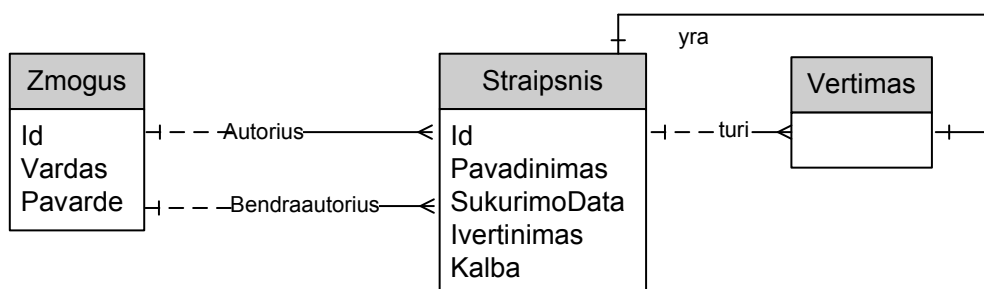 yra
Zmogus
Id
Vardas
Pavarde
Autorius
Bendraautorius
Straipsnis
Id
Pavadinimas
SukurimoData
Ivertinimas
Kalba
turi
Vertimas